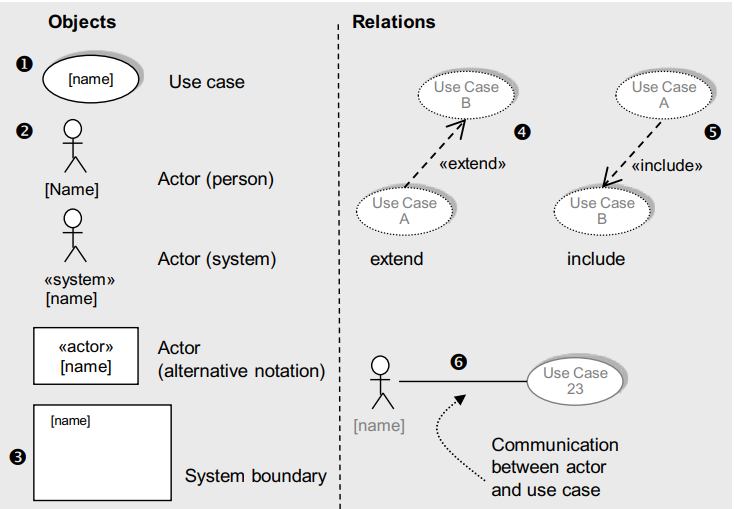 Objects
❶
[name]
Use case
❷
[Name]
Actor (person)
«system»
[name]
Actor (system)
«actor»
[name]
Actor
(alternative notation)
❸
[name]
System boundary
Relations
Use Case
B
❹
«extend»
Use Case
A
extend
Use Case
A
❺
«include»
Use Case
B
include
❻
[name]
Use Case
23
Communication
between actor
and use case